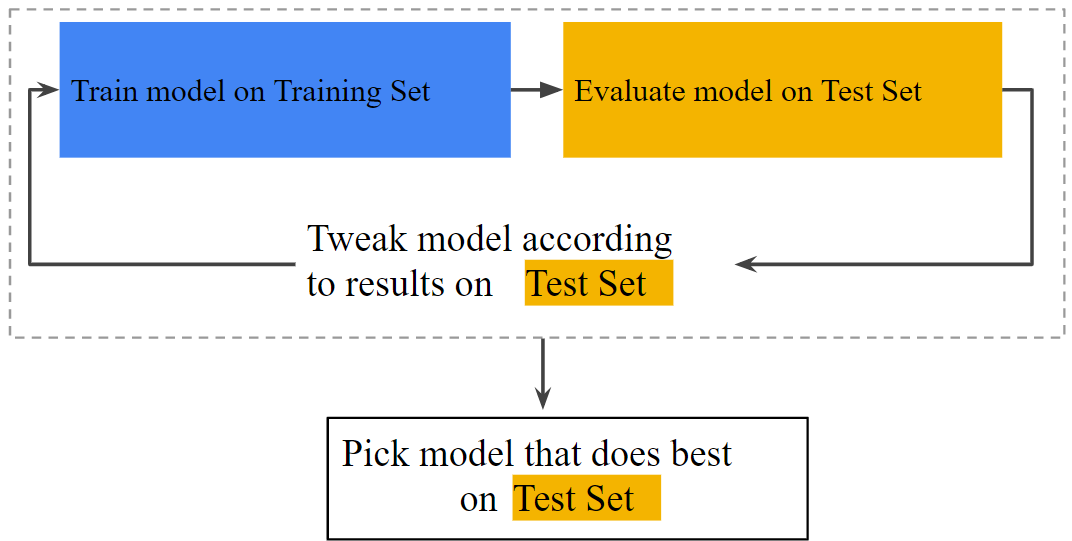 Train model on Training Set
Evaluate model on Test Set
Tweak model according
to results on Test Set
Pick model that does best
on Test Set